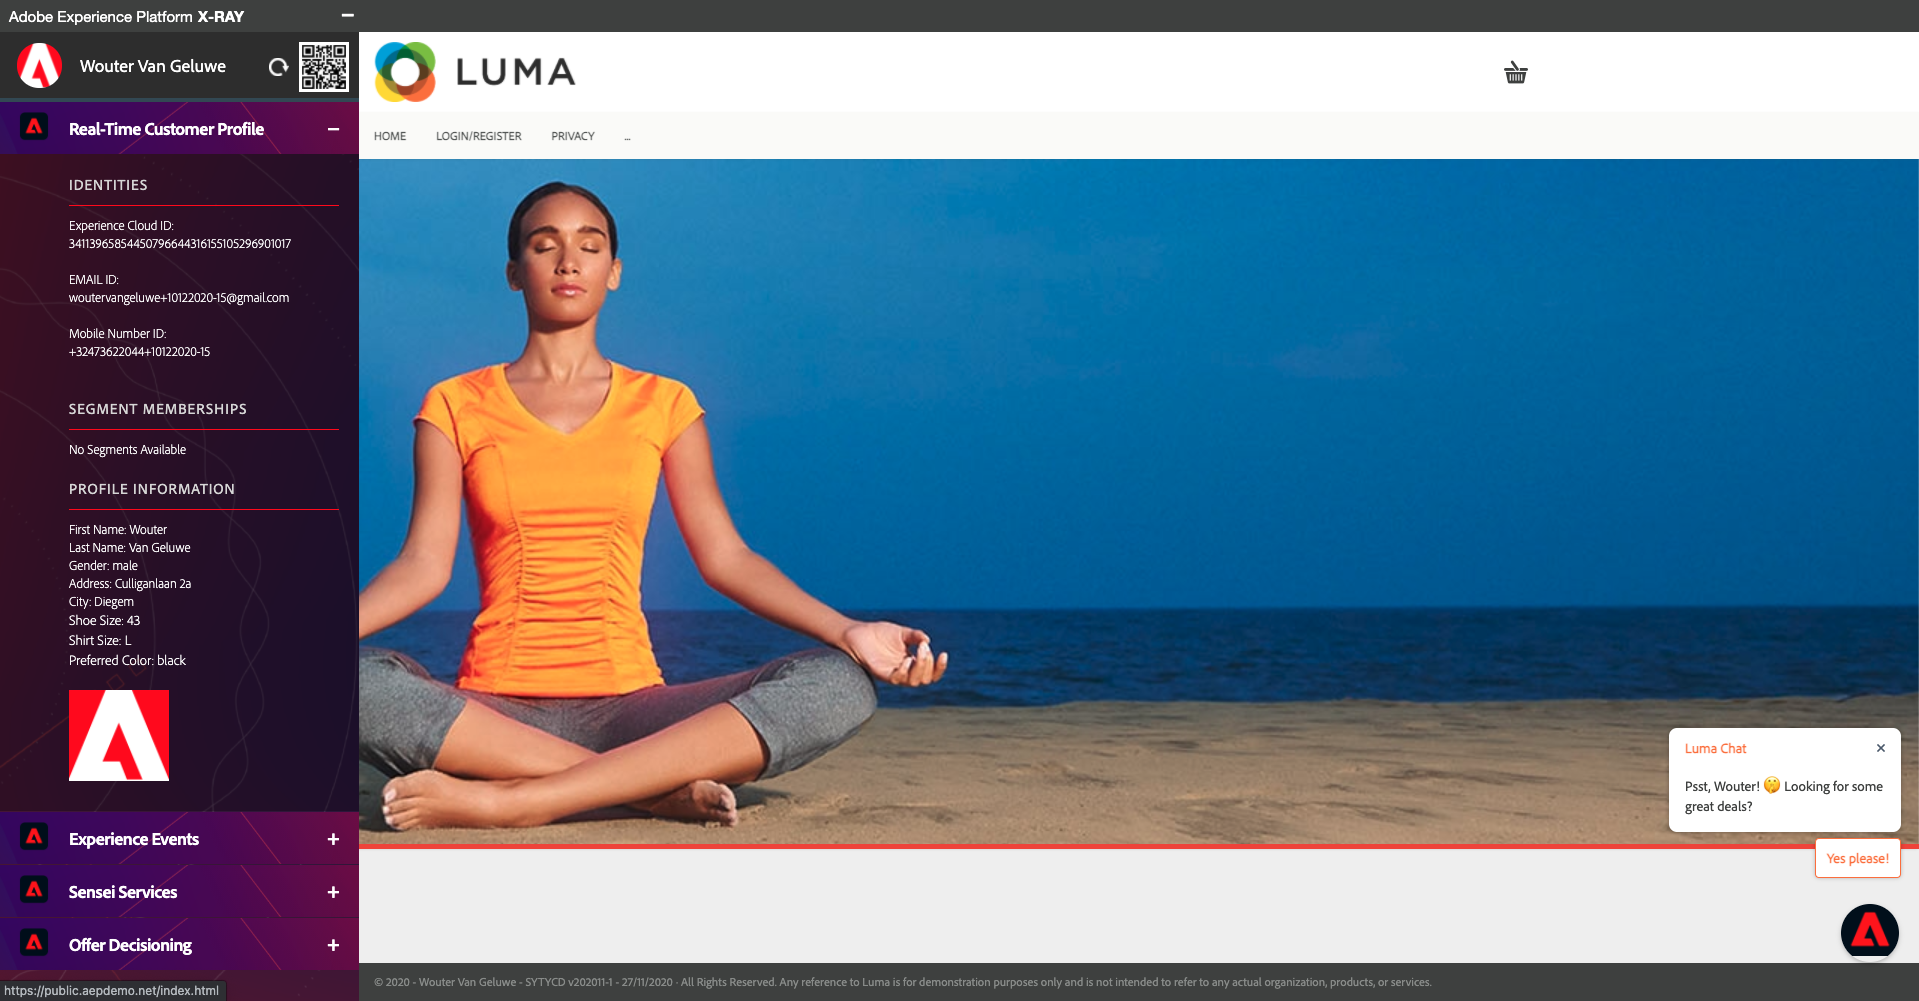 Adobe Experience Platform X-RAY
Wouter Van Geluwe
Real-Time Customer Profile
IDENTITIES
Experience Cloud ID:
34113965854450796644316155105296901017
EMAIL ID:
woutervangeluwe+10122020-15@gmail.com
Mobile Number ID:
+32473622044+10122020-15
SEGMENT MEMBERSHIPS
No Segments Available
PROFILE INFORMATION
First Name: Wouter
Last Name: Van Geluwe
Gender: male
Address: Culliganlaan 2a
City: Diegem
Shoe Size: 43
Shirt Size: L
Preferred Color: black
Experience Events
Sensei Services
Offer Decisioning
https://public.aepdemo.net/index.html
LUMA
HOME LOGIN/REGISTER PRIVACY ...
Luma Chat
Psst, Wouter! 🤫 Looking for some
great deals?
Yes please!
© 2020 - Wouter Van Geluwe - SYTYCD v202011-1 - 27/11/2020 · All Rights Reserved. Any reference to Luma is for demonstration purposes only and is not intended to refer to any actual organization, products, or services.